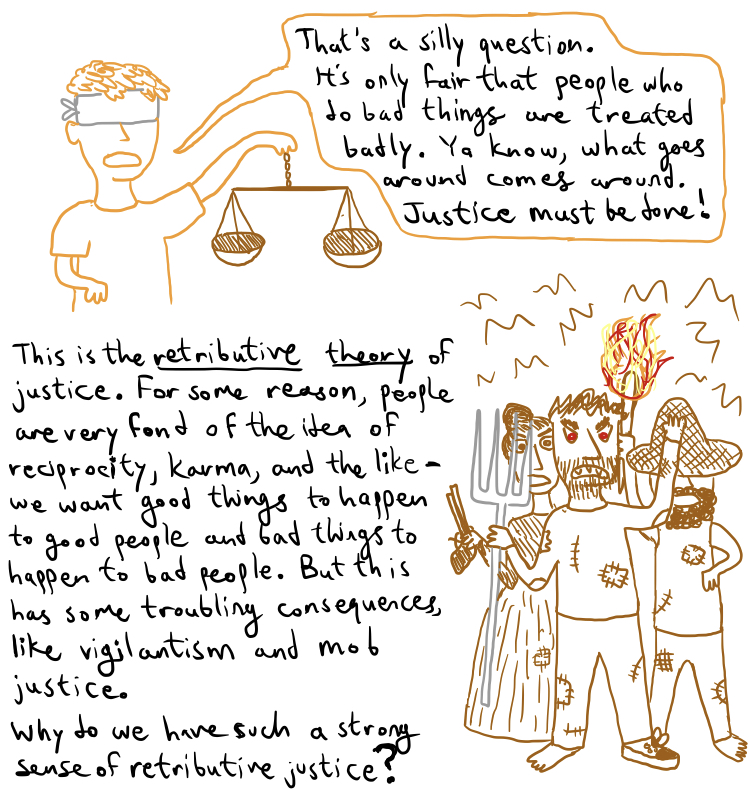 That's a silly question.
It's only fair that people who
do bad things are treated
badly. Ya know, what goes
around comes around.
Justice must be done!
This is the retributive theory of
justice. For some reason, people
are very fond of the idea of
reciprocity, karma, and the like -
we want good things to happen
to good people and bad things to
happen to bad people. But this
has some troubling consequences,
like vigilantism and mob
justice.
Why do we have such a strong
sense of retributive justice?